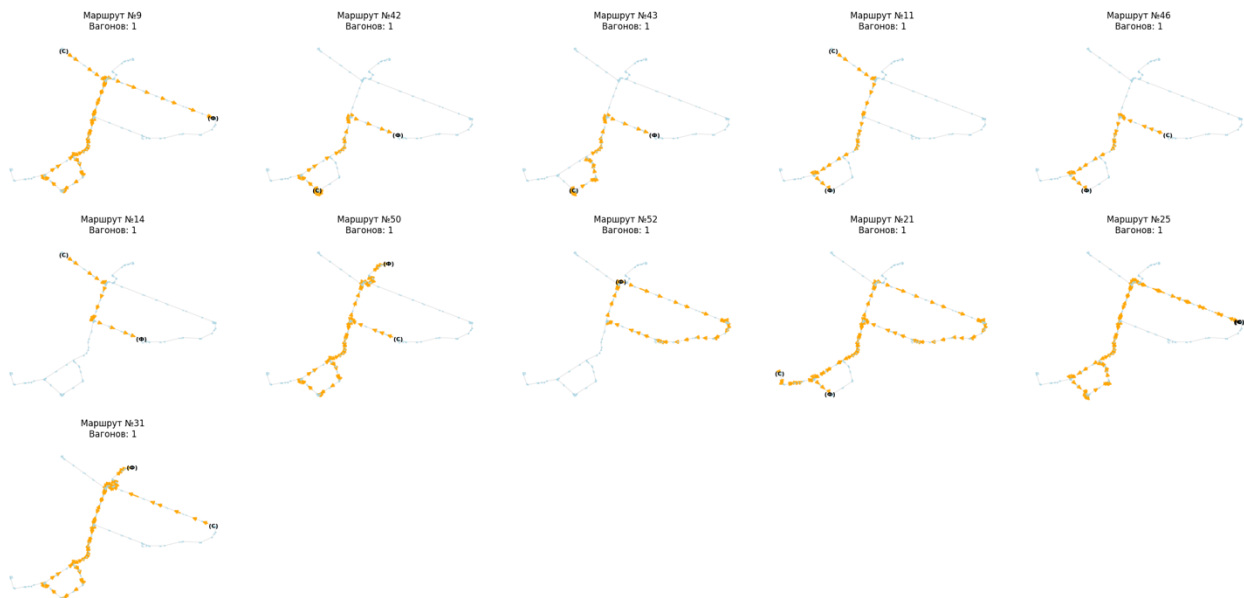 Маршрут №9
Вагонов: 1
(С)
(Ф)
Маршрут №42
Вагонов: 1
(Ф)
(С)
Маршрут №43
Вагонов: 1
(Ф)
(С)
Маршрут №11
Вагонов: 1
(С)
(Ф)
Маршрут №46
Вагонов: 1
(С)
(Ф)
Маршрут №14
Вагонов: 1
(С)
(Ф)
Маршрут №50
Вагонов: 1
(Ф)
(С)
Маршрут №52
Вагонов: 1
(Ф)
Маршрут №21
Вагонов: 1
(С)
(Ф)
Маршрут №25
Вагонов: 1
Маршрут №31
Вагонов: 1
(Ф)
(С)